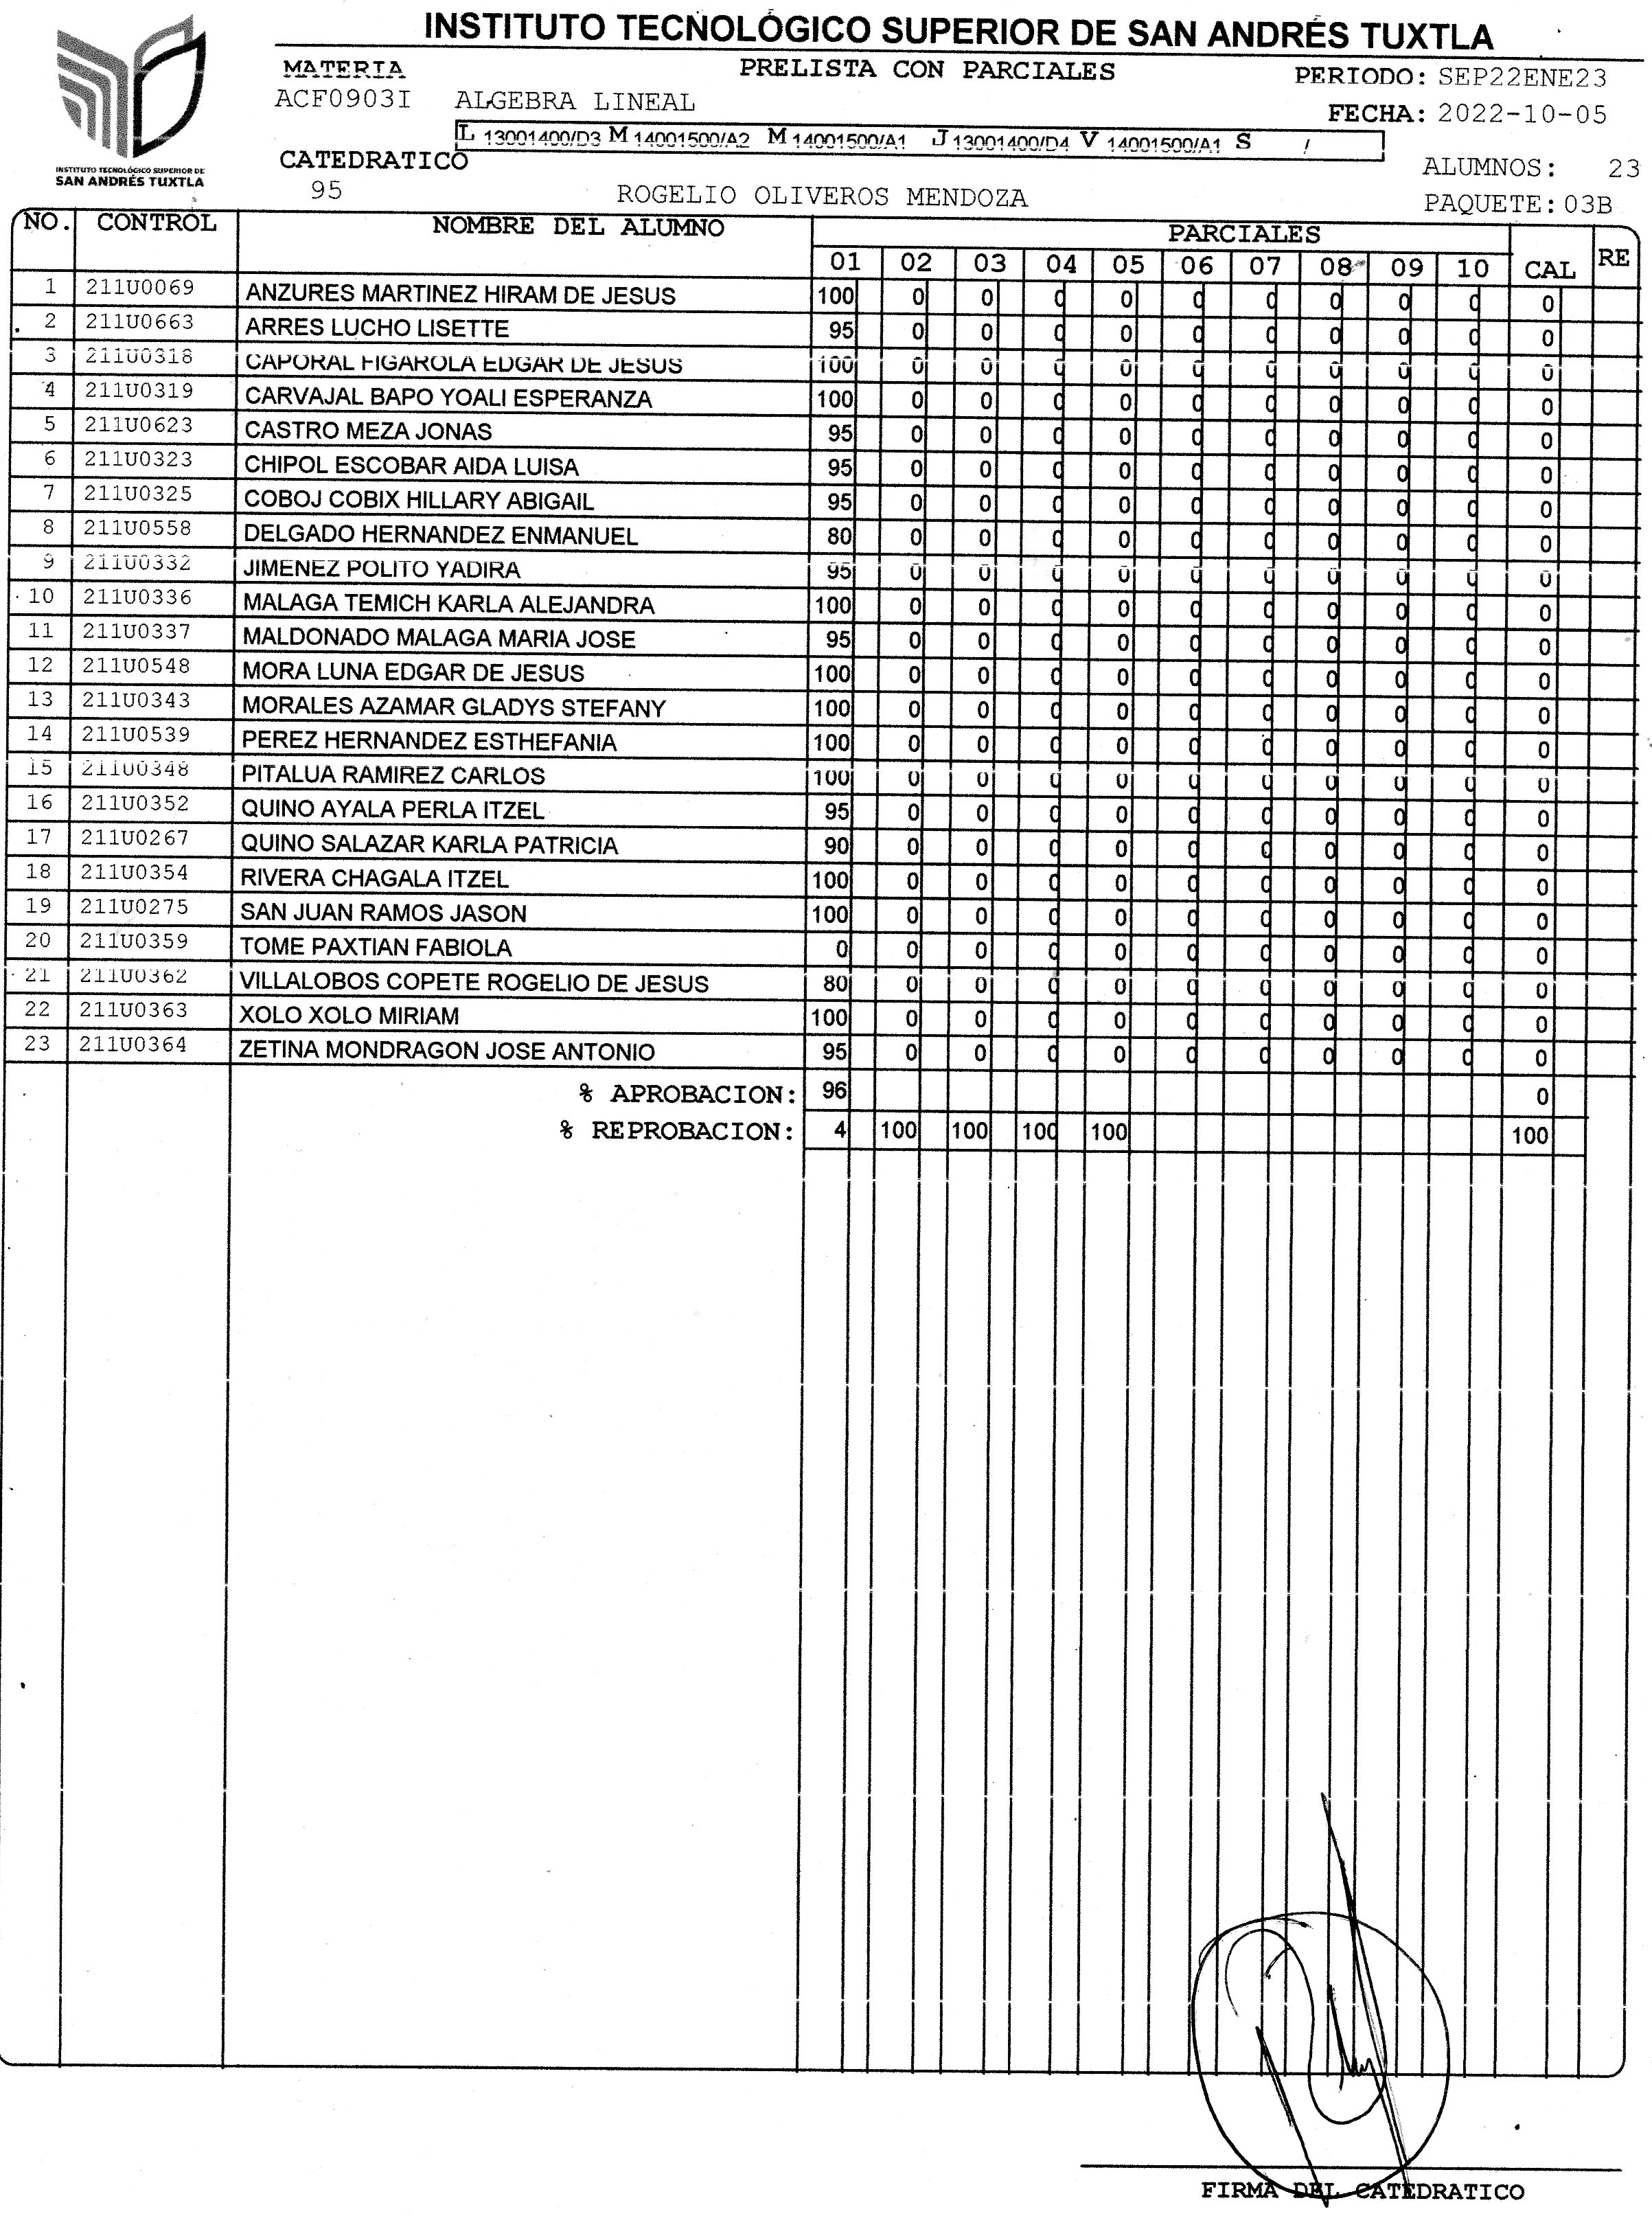 INSTITUTO TECNOLÓGICO SUPERIOR DE SAN ANDRÉS TUXTLA
MATERIA PRELISTA CON PARCIALES PERIODO: SEP22ENE23
ACF0903I ALGEBRA LINEAL FECHA: 2022-10-05
L 13001400/D3 M 14001500/A2 M 14001500/A1 J 13001400/D4 V 14001500/A1 S /
INSTITUTO TECNOLÓGICO SUPERIOR DE
SAN ANDRÉS TUXTLA
CATEDRATICO ALUMNOS: 23
95 ROGELIO OLIVEROS MENDOZA PAQUETE: 03B
NO. CONTROL NOMBRE DEL ALUMNO PARCIALES
01 02 03 04 05 06 07 08 09 10 CAL RE
1 211U0069 ANZURES MARTINEZ HIRAM DE JESUS 100 0 0 0 0 0 0 0 0 0 0
2 211U0663 ARRES LUCHO LISETTE 95 0 0 0 0 0 0 0 0 0 0
3 211U0318 CAPORAL FIGAROLA EDGAR DE JESUS 100 0 0 0 0 0 0 0 0 0 0
4 211U0319 CARVAJAL BAPO YOALI ESPERANZA 100 0 0 0 0 0 0 0 0 0 0
5 211U0623 CASTRO MEZA JONAS 95 0 0 0 0 0 0 0 0 0 0
6 211U0323 CHIPOL ESCOBAR AIDA LUISA 95 0 0 0 0 0 0 0 0 0 0
7 211U0325 COBOJ COBIX HILLARY ABIGAIL 95 0 0 0 0 0 0 0 0 0 0
8 211U0558 DELGADO HERNANDEZ ENMANUEL 80 0 0 0 0 0 0 0 0 0 0
9 211U0332 JIMENEZ POLITO YADIRA 95 0 0 0 0 0 0 0 0 0 0
10 211U0336 MALAGA TEMICH KARLA ALEJANDRA 100 0 0 0 0 0 0 0 0 0 0
11 211U0337 MALDONADO MALAGA MARIA JOSE 95 0 0 0 0 0 0 0 0 0 0
12 211U0548 MORA LUNA EDGAR DE JESUS 100 0 0 0 0 0 0 0 0 0 0
13 211U0343 MORALES AZAMAR GLADYS STEFANY 100 0 0 0 0 0 0 0 0 0 0
14 211U0539 PEREZ HERNANDEZ ESTHEFANIA 100 0 0 0 0 0 0 0 0 0 0
15 211U0348 PITALUA RAMIREZ CARLOS 100 0 0 0 0 0 0 0 0 0 0
16 211U0352 QUINO AYALA PERLA ITZEL 95 0 0 0 0 0 0 0 0 0 0
17 211U0267 QUINO SALAZAR KARLA PATRICIA 90 0 0 0 0 0 0 0 0 0 0
18 211U0354 RIVERA CHAGALA ITZEL 100 0 0 0 0 0 0 0 0 0 0
19 211U0275 SAN JUAN RAMOS JASON 100 0 0 0 0 0 0 0 0 0 0
20 211U0359 TOME PAXTIAN FABIOLA 0 0 0 0 0 0 0 0 0 0 0
21 211U0362 VILLALOBOS COPETE ROGELIO DE JESUS 80 0 0 0 0 0 0 0 0 0 0
22 211U0363 XOLO XOLO MIRIAM 100 0 0 0 0 0 0 0 0 0 0
23 211U0364 ZETINA MONDRAGON JOSE ANTONIO 95 0 0 0 0 0 0 0 0 0 0
% APROBACION: 96 0
% REPROBACION: 4 100 100 100 100 100
FIRMA DEL CATEDRATICO